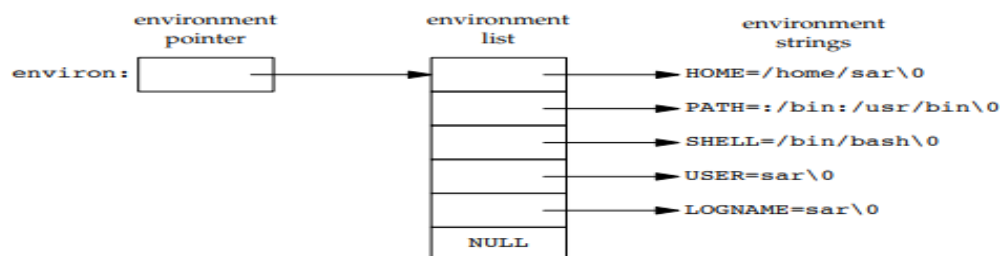 environment
pointer
environment
list
environment
strings
environ:
HOME=/home/sar\0
PATH=:/bin:/usr/bin\0
SHELL=/bin/bash\0
USER=sar\0
LOGNAME=sar\0
NULL